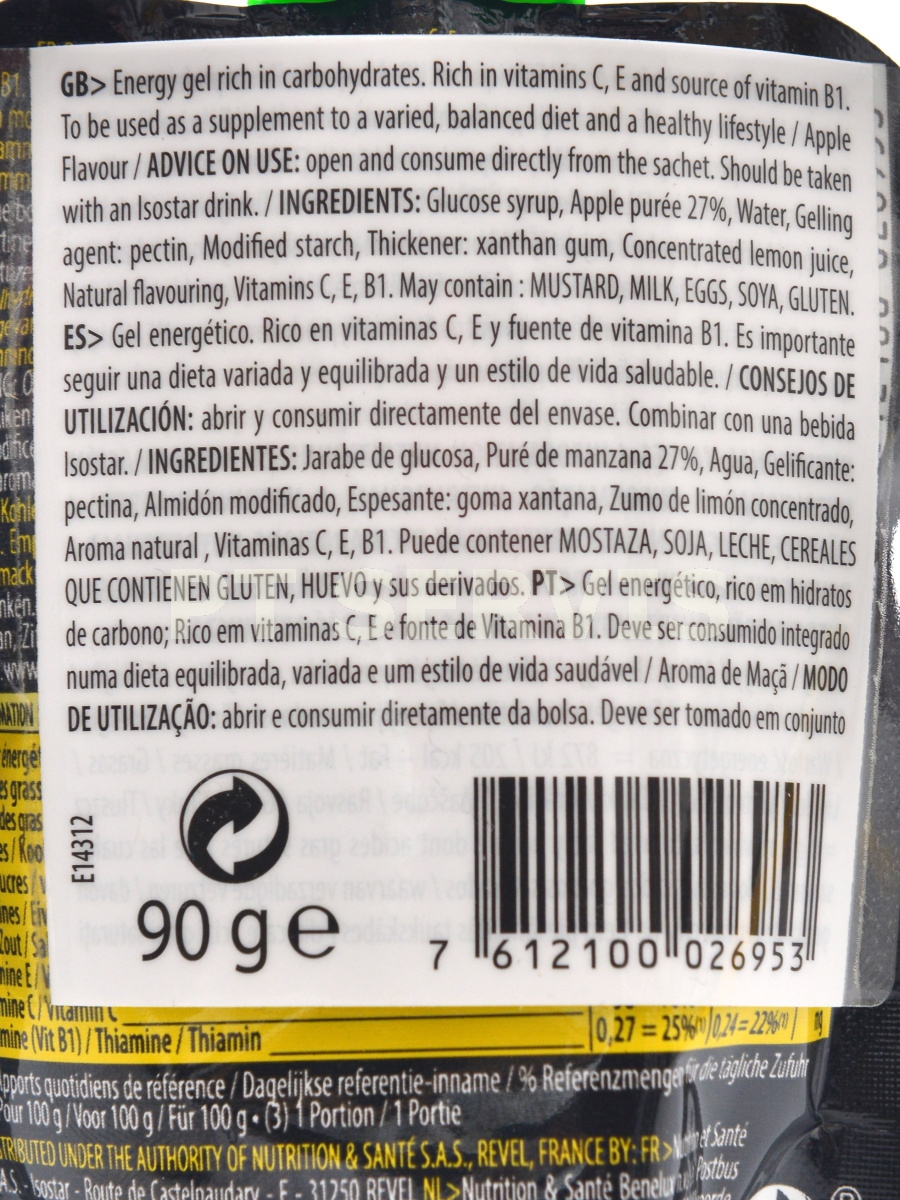 GB> Energy gel rich in carbohydrates. Rich in vitamins C, E and source of vitamin B1.
To be used as a supplement to a varied, balanced diet and a healthy lifestyle / Apple
Flavour / ADVICE ON USE: open and consume directly from the sachet. Should be taken
with an Isostar drink. / INGREDIENTS: Glucose syrup, Apple purée 27%, Water, Gelling
agent: pectin, Modified starch, Thickener: xanthan gum, Concentrated lemon juice,
Natural flavouring, Vitamins C, E, B1. May contain : MUSTARD, MILK, EGGS, SOYA, GLUTEN.
ES> Gel energético. Rico en vitaminas C, E y fuente de vitamina B1. Es importante
seguir una dieta variada y equilibrada y un estilo de vida saludable. / CONSEJOS DE
UTILIZACIÓN: abrir y consumir directamente del envase. Combinar con una bebida
Isostar. / INGREDIENTES: Jarabe de glucosa, Puré de manzana 27%, Agua, Gelificante:
pectina, Almidón modificado, Espesante: goma xantana, Zumo de limón concentrado,
Aroma natural , Vitaminas C, E, B1. Puede contener MOSTAZA, SOJA, LECHE, CEREALES
QUE CONTIENEN GLUTEN, HUEVO y sus derivados. PT> Gel energético, rico em hidratos
de carbono; Rico em vitaminas C, E e fonte de Vitamina B1. Deve ser consumido integrado
numa dieta equilibrada, variada e um estilo de vida saudável / Aroma de Maçã / MODO
DE UTILIZAÇÃO: abrir e consumir diretamente da bolsa. Deve ser tomado em conjunto
E14312
90 g e
7 612100 026953
/ Vitamin C
(Vit B1) / Thiamine / Thiamin 0,27 = 25%(1) 0,24 = 22%(1)
quotidiens de référence / Dagelijkse referentie-inname / % Referenzmengen für die tägliche Zufuhr
Pour 100 g / Voor 100 g / Für 100 g • (3) 1 Portion / 1 Portie
UNDER THE AUTHORITY OF NUTRITION & SANTÉ S.A.S., REVEL, FRANCE BY: FR> et Santé
Isostar - Route de Castelnaudary - F - 31250 REVEL NL> Nutrition & Santé Benelux Postbus